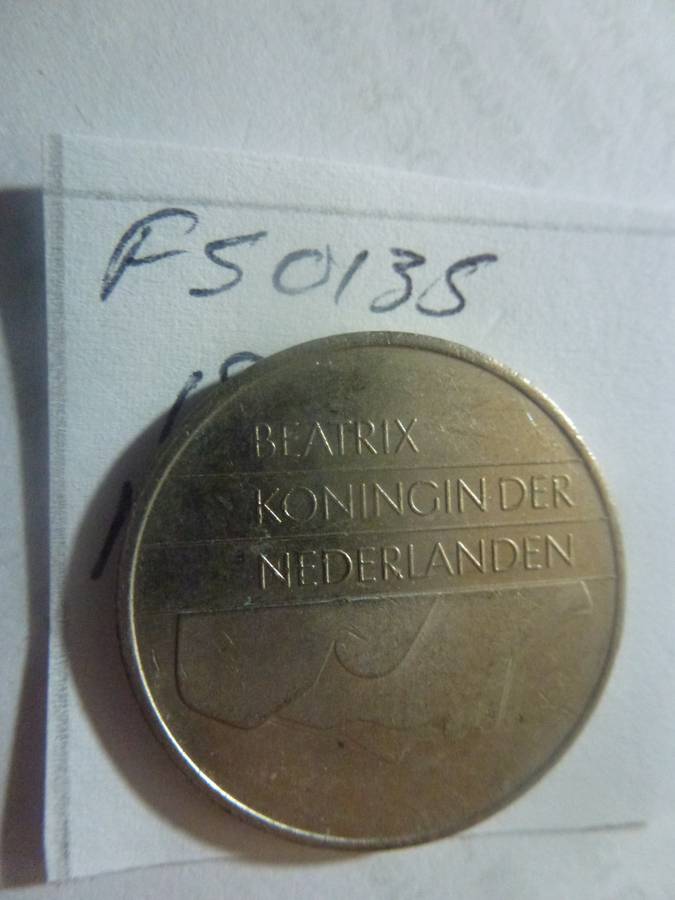 F50135
BEATRIX
KONINGIN DER
NEDERLANDEN